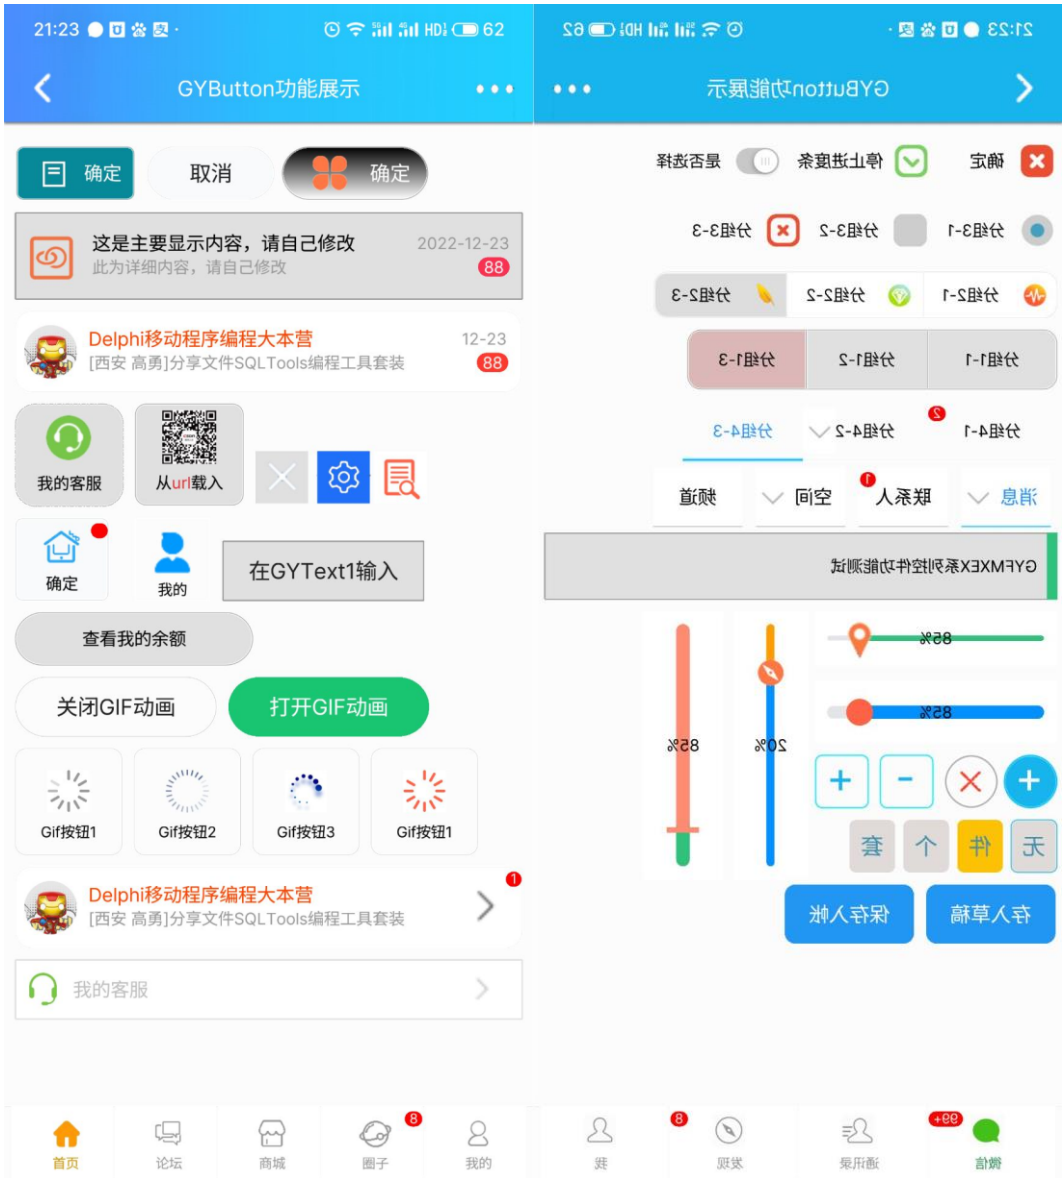 21:23
HD 62
GYButton功能展示
确定
取消
确定
这是主要显示内容，请自己修改
2022-12-23
此为详细内容，请自己修改
88
Delphi移动程序编程大本营
12-23
[西安 高勇]分享文件SQLTools编程工具套装
88
我的客服
从url载入
确定
我的
在GYText1输入
查看我的余额
关闭GIF动画
打开GIF动画
Gif按钮1
Gif按钮2
Gif按钮3
Gif按钮1
Delphi移动程序编程大本营
1
[西安 高勇]分享文件SQLTools编程工具套装
我的客服
首页
论坛
商城
圈子
8
我的
21:23
HD 62
GYButton功能展示
确定
停止进度条
是否选择
分组3-1
分组3-2
分组3-3
分组2-1
分组2-2
分组2-3
分组1-1
分组1-2
分组1-3
分组4-1
2
分组4-2
分组4-3
消息
联系人
1
空间
频道
GYFMXEX系列控件功能测试
85%
85%
20%
85%
无
件
个
套
存入草稿
保存入帐
微信
99+
通讯录
发现
8
我